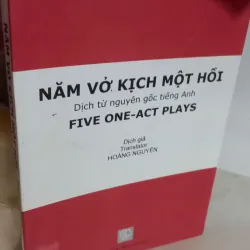 NĂM VỞ KỊCH MỘT HỒI
Dịch từ nguyên gốc tiếng Anh
FIVE ONE-ACT PLAYS
Dịch giả
Translator
HOÀNG NGUYÊN